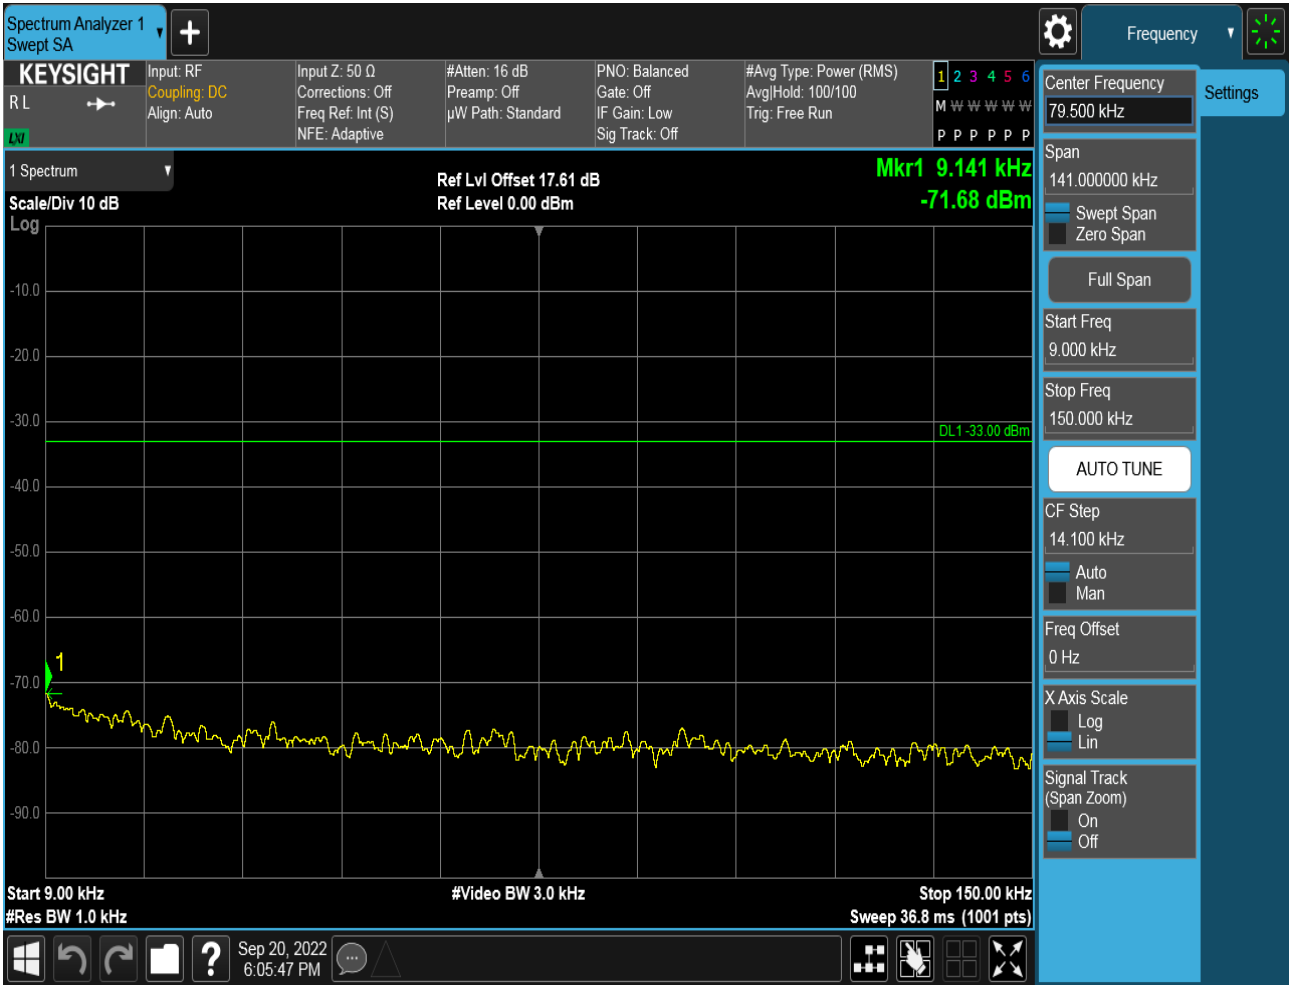 Spectrum Analyzer 1
Swept SA
Frequency
KEYSIGHT
R L
LXI
Input: RF
Coupling: DC
Align: Auto
Input Z: 50 Ω
Corrections: Off
Freq Ref: Int (S)
NFE: Adaptive
#Atten: 16 dB
Preamp: Off
µW Path: Standard
PNO: Balanced
Gate: Off
IF Gain: Low
Sig Track: Off
#Avg Type: Power (RMS)
Avg|Hold: 100/100
Trig: Free Run
1 2 3 4 5 6
M W W W W W
P P P P P P
1 Spectrum
Scale/Div 10 dB
Log
Ref Lvl Offset 17.61 dB
Ref Level 0.00 dBm
Mkr1 9.141 kHz
-71.68 dBm
-10.0
-20.0
-30.0
DL1 -33.00 dBm
-40.0
-50.0
-60.0
1
-70.0
-80.0
-90.0
Start 9.00 kHz
#Res BW 1.0 kHz
#Video BW 3.0 kHz
Stop 150.00 kHz
Sweep 36.8 ms (1001 pts)
Center Frequency
79.500 kHz
Settings
Span
141.000000 kHz
Swept Span
Zero Span
Full Span
Start Freq
9.000 kHz
Stop Freq
150.000 kHz
AUTO TUNE
CF Step
14.100 kHz
Auto
Man
Freq Offset
0 Hz
X Axis Scale
Log
Lin
Signal Track
(Span Zoom)
On
Off
?
Sep 20, 2022
6:05:47 PM